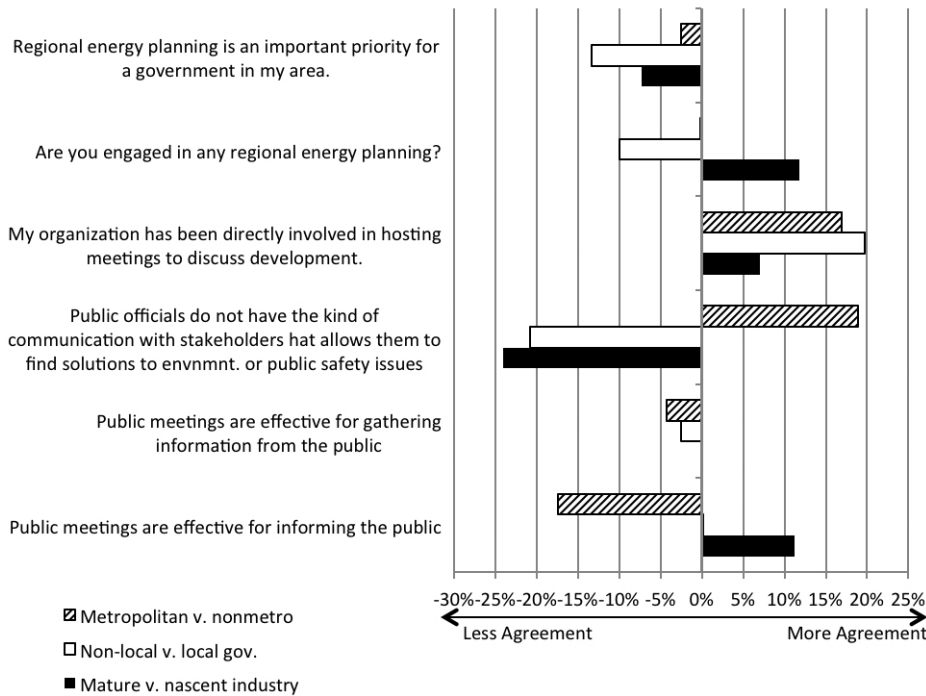 Regional energy planning is an important priority for
a government in my area.
Are you engaged in any regional energy planning?
My organization has been directly involved in hosting
meetings to discuss development.
Public officials do not have the kind of
communication with stakeholders hat allows them to
find solutions to envnmnt. or public safety issues
Public meetings are effective for gathering
information from the public
Public meetings are effective for informing the public
-30% -25% -20% -15% -10% -5% 0% 5% 10% 15% 20% 25%
Less Agreement More Agreement
Metropolitan v. nonmetro
Non-local v. local gov.
Mature v. nascent industry